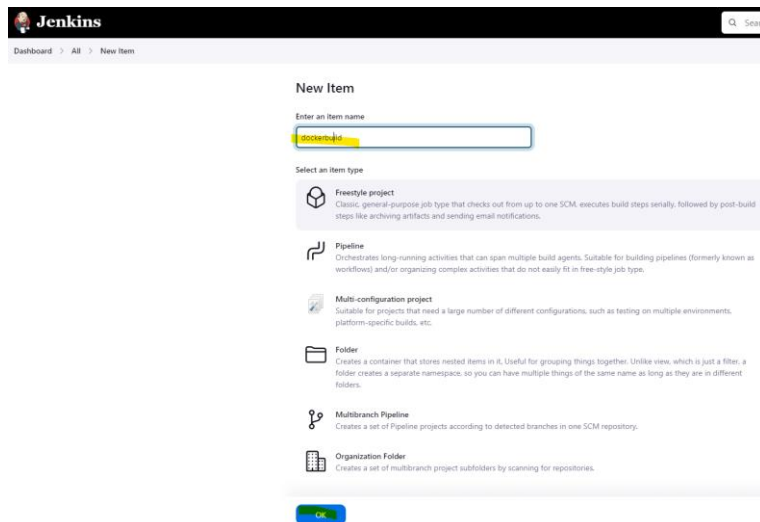 Jenkins
Sea
Dashboard > All > New Item
New Item
Enter an item name
dockerbuild
Select an item type
Freestyle project
Classic, general-purpose job type that checks out from up to one SCM, executes build steps serially, followed by post-build
steps like archiving artifacts and sending email notifications.
Pipeline
Orchestrates long-running activities that can span multiple build agents. Suitable for building pipelines (formerly known as
workflows) and/or organizing complex activities that do not easily fit in free-style job type.
Multi-configuration project
Suitable for projects that need a large number of different configurations, such as testing on multiple environments,
platform-specific builds, etc.
Folder
Creates a container that stores nested items in it. Useful for grouping things together. Unlike view, which is just a filter, a
folder creates a separate namespace, so you can have multiple things of the same name as long as they are in different
folders.
Multibranch Pipeline
Creates a set of Pipeline projects according to detected branches in one SCM repository.
Organization Folder
Creates a set of multibranch project subfolders by scanning for repositories.
OK